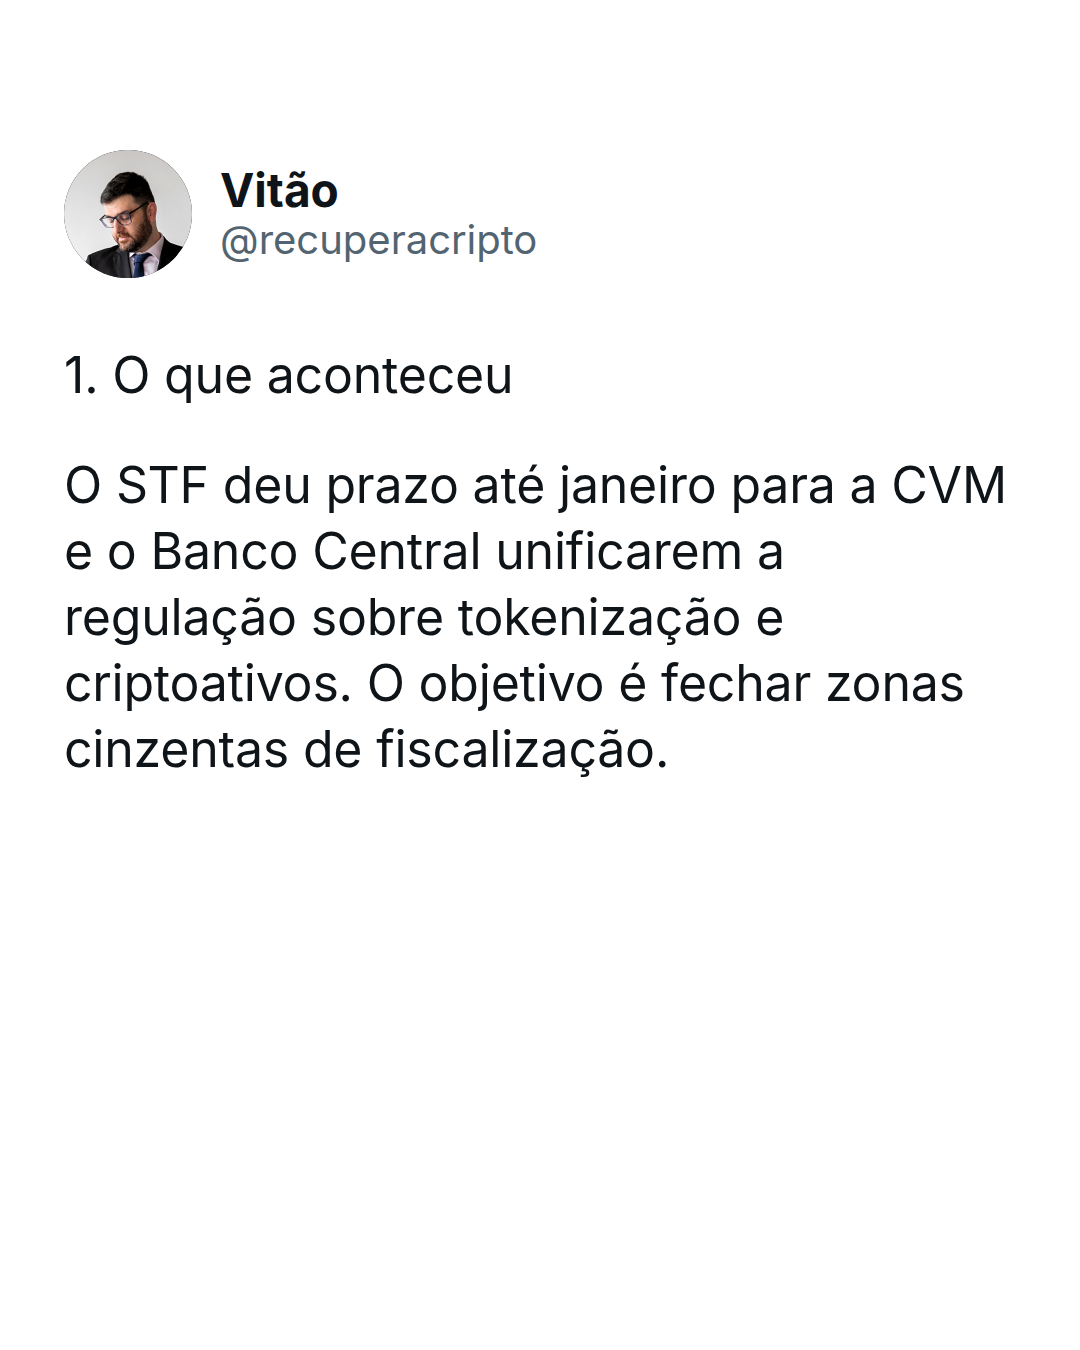 Vitão
@recuperacripto
1. O que aconteceu
O STF deu prazo até janeiro para a CVM
e o Banco Central unificarem a
regulação sobre tokenização e
criptoativos. O objetivo é fechar zonas
cinzentas de fiscalização.